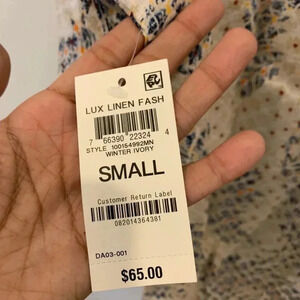 LUX LINEN FASH
7 66390 22324 4
STYLE 100154992MN
WINTER IVORY
SMALL
Customer Return Label
082014364381
DA03-001
$65.00